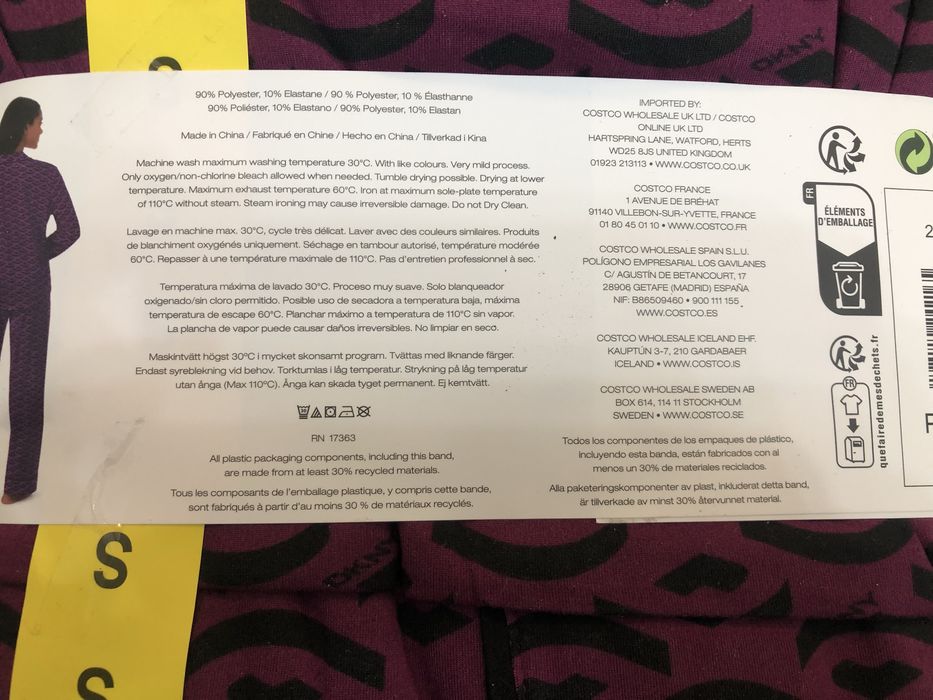 DKNY
90% Polyester, 10% Elastane / 90 % Polyester, 10 % Élasthanne
90% Poliéster, 10% Elastano / 90% Polyester, 10% Elastan
Made in China / Fabriqué en Chine / Hecho en China / Tillverkad i Kina
Machine wash maximum washing temperature 30°C. With like colours. Very mild process.
Only oxygen/non-chlorine bleach allowed when needed. Tumble drying possible. Drying at lower
temperature. Maximum exhaust temperature 60°C. Iron at maximum sole-plate temperature
of 110°C without steam. Steam ironing may cause irreversible damage. Do not Dry Clean.
Lavage en machine max. 30°C, cycle très délicat. Laver avec des couleurs similaires. Produits
de blanchiment oxygénés uniquement. Séchage en tambour autorisé, température modérée
60°C. Repasser à une température maximale de 110°C. Pas d'entretien professionnel à sec.
Temperatura máxima de lavado 30°C. Proceso muy suave. Solo blanqueador
oxigenado/sin cloro permitido. Posible uso de secadora a temperatura baja, máxima
temperatura de escape 60°C. Planchar máximo a temperatura de 110°C sin vapor.
La plancha de vapor puede causar daños irreversibles. No limpiar en seco.
Maskintvätt högst 30°C i mycket skonsamt program. Tvättas med liknande färger.
Endast syreblekning vid behov. Torktumlas i låg temperatur. Strykning på låg temperatur
utan ånga (Max 110°C). Ånga kan skada tyget permanent. Ej kemtvätt.
30
RN 17363
All plastic packaging components, including this band,
are made from at least 30% recycled materials.
Tous les composants de l'emballage plastique, y compris cette bande,
sont fabriqués à partir d'au moins 30 % de matériaux recyclés.
IMPORTED BY:
COSTCO WHOLESALE UK LTD / COSTCO
ONLINE UK LTD
HARTSPRING LANE, WATFORD, HERTS
WD25 8JS UNITED KINGDOM
01923 213113 • WWW.COSTCO.CO.UK
COSTCO FRANCE
1 AVENUE DE BRÉHAT
91140 VILLEBON-SUR-YVETTE, FRANCE
01 80 45 01 10 • WWW.COSTCO.FR
COSTCO WHOLESALE SPAIN S.L.U.
POLÍGONO EMPRESARIAL LOS GAVILANES
C/ AGUSTÍN DE BETANCOURT, 17
28906 GETAFE (MADRID) ESPAÑA
NIF: B86509460 • 900 111 155
WWW.COSTCO.ES
COSTCO WHOLESALE ICELAND EHF.
KAUPTÚN 3-7, 210 GARDABAER
ICELAND • WWW.COSTCO.IS
COSTCO WHOLESALE SWEDEN AB
BOX 614, 114 11 STOCKHOLM
SWEDEN • WWW.COSTCO.SE
Todos los componentes de los empaques de plástico,
incluyendo esta banda, están fabricados con al
menos un 30% de materiales reciclados.
Alla paketeringskomponenter av plast, inkluderat detta band,
är tillverkade av minst 30% återvunnet material.
FR
ÉLÉMENTS
D'EMBALLAGE
FR
quefairedemesdechets.fr
2
S
S
DKNY
DKNY